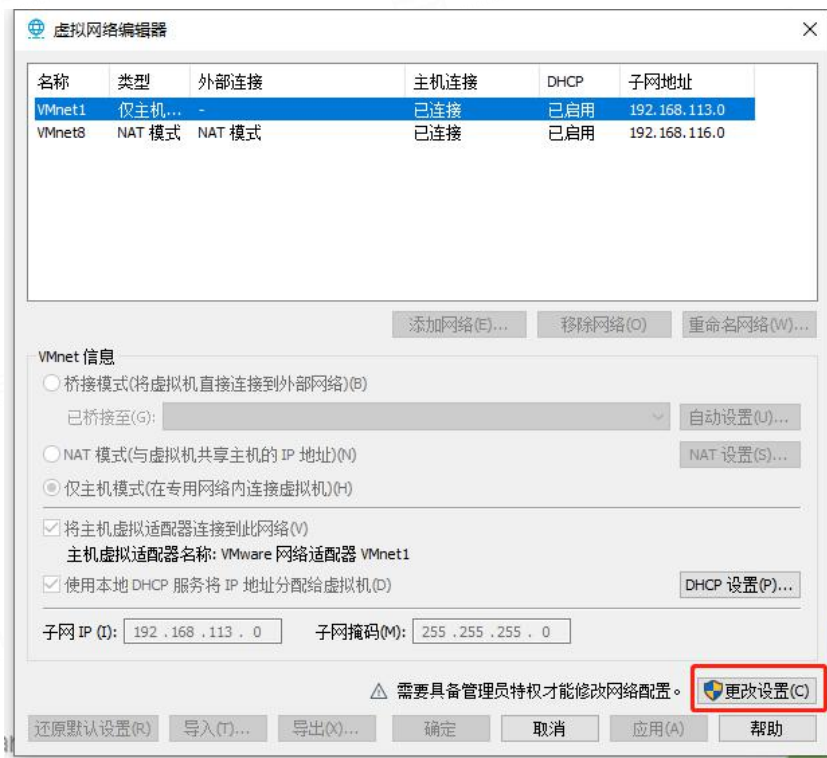 虚拟网络编辑器
名称 类型 外部连接 主机连接 DHCP 子网地址
VMnet1 仅主机... - 已连接 已启用 192.168.113.0
VMnet8 NAT 模式 NAT 模式 已连接 已启用 192.168.116.0
添加网络(E)... 移除网络(O) 重命名网络(W)...
VMnet 信息
桥接模式(将虚拟机直接连接到外部网络)(B)
已桥接至(G): 自动设置(U)...
NAT 模式(与虚拟机共享主机的 IP 地址)(N) NAT 设置(S)...
仅主机模式(在专用网络内连接虚拟机)(H)
将主机虚拟适配器连接到此网络(V)
主机虚拟适配器名称: VMware 网络适配器 VMnet1
使用本地 DHCP 服务将 IP 地址分配给虚拟机(D) DHCP 设置(P)...
子网 IP (I): 192 . 168 . 113 . 0 子网掩码(M): 255 . 255 . 255 . 0
需要具备管理员特权才能修改网络配置。 更改设置(C)
还原默认设置(R) 导入(T)... 导出(X)... 确定 取消 应用(A) 帮助